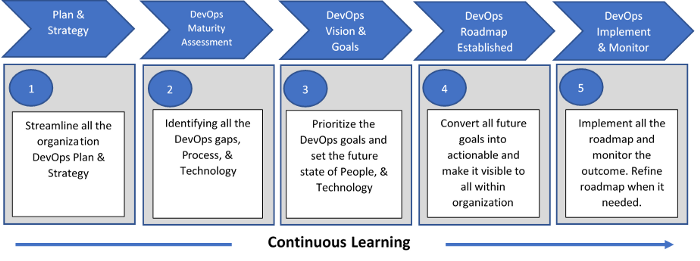 Plan &
Strategy
DevOps
Maturity
Assessment
DevOps
Vision &
Goals
DevOps
Roadmap
Established
DevOps
Implement
& Monitor
1
Streamline all the
organization
DevOps Plan &
Strategy
2
Identifying all the
DevOps gaps,
Process, &
Technology
3
Prioritize the
DevOps goals and
set the future
state of People, &
Technology
4
Convert all future
goals into
actionable and
make it visible to
all within
organization
5
Implement all the
roadmap and
monitor the
outcome. Refine
roadmap when it
needed.
Continuous Learning